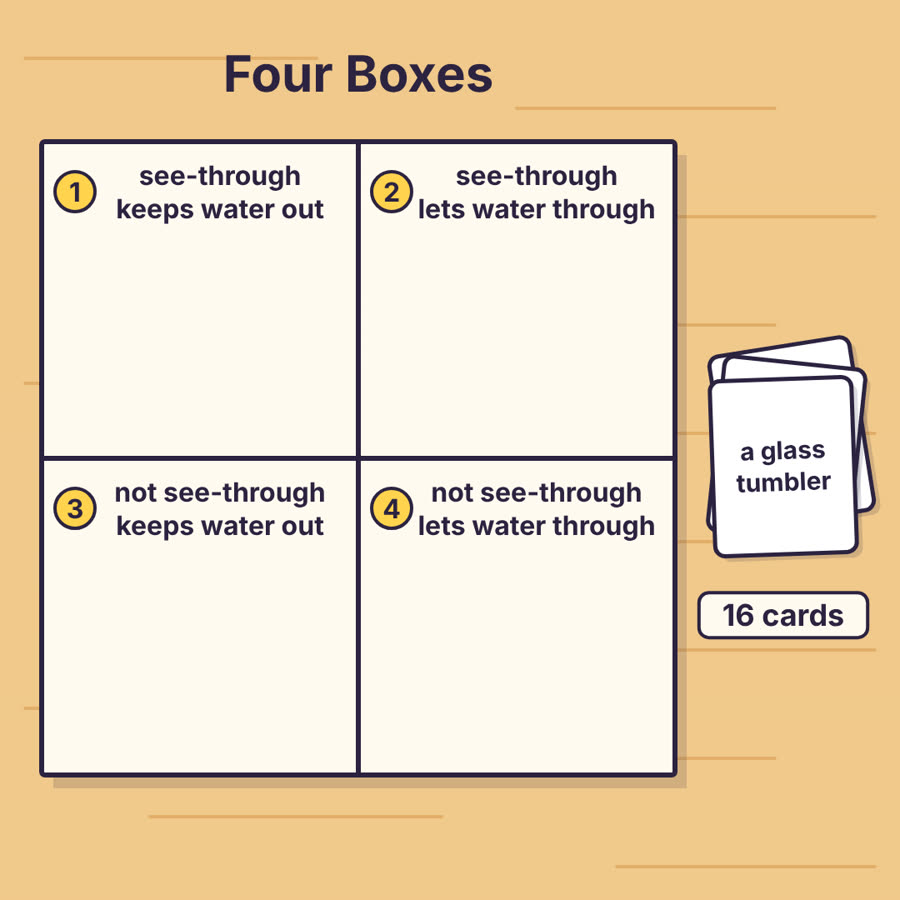 Four Boxes
1
see-through
keeps water out
2
see-through
lets water through
3
not see-through
keeps water out
4
not see-through
lets water through
a glass
tumbler
16 cards